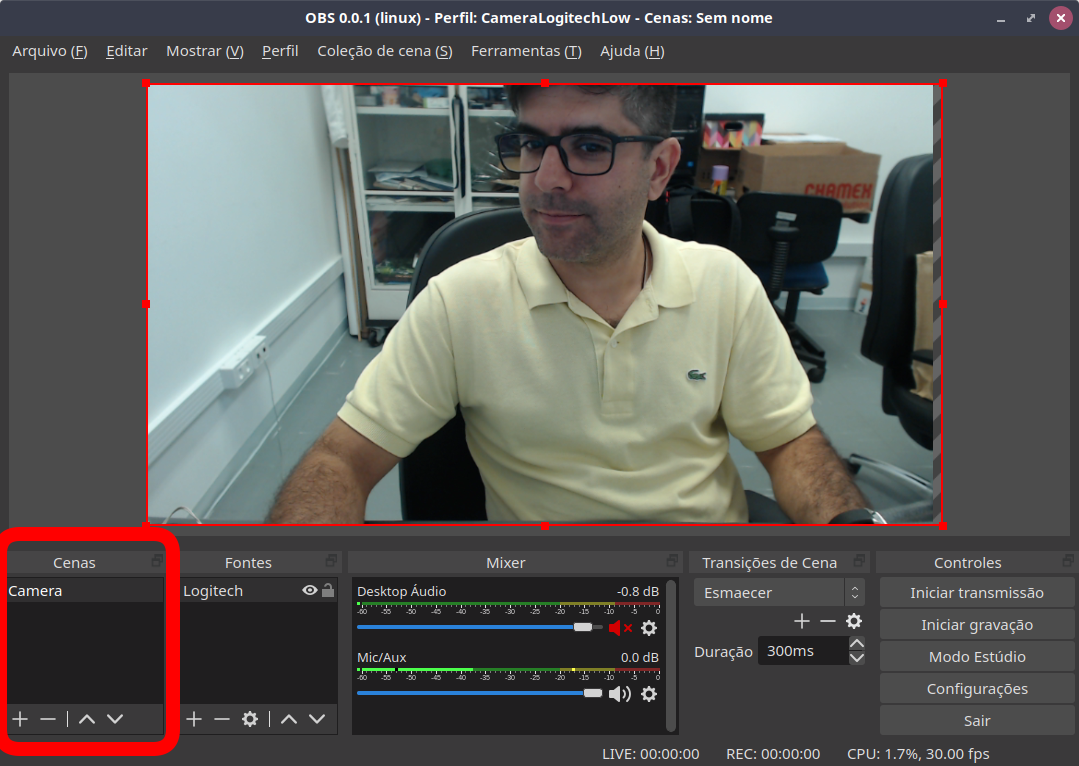 OBS 0.0.1 (linux) - Perfil: CameraLogitechLow - Cenas: Sem nome
Arquivo (F) Editar Mostrar (V) Perfil Coleção de cena (S) Ferramentas (T) Ajuda (H)
CHAMEX
Cenas
Camera
Fontes
Logitech
Mixer
Desktop Áudio -0.8 dB
-60 -55 -50 -45 -40 -35 -30 -25 -20 -15 -10 -5 0
Mic/Aux 0.0 dB
-60 -55 -50 -45 -40 -35 -30 -25 -20 -15 -10 -5 0
Transições de Cena
Esmaecer
Duração 300ms
Controles
Iniciar transmissão
Iniciar gravação
Modo Estúdio
Configurações
Sair
LIVE: 00:00:00 REC: 00:00:00 CPU: 1.7%, 30.00 fps